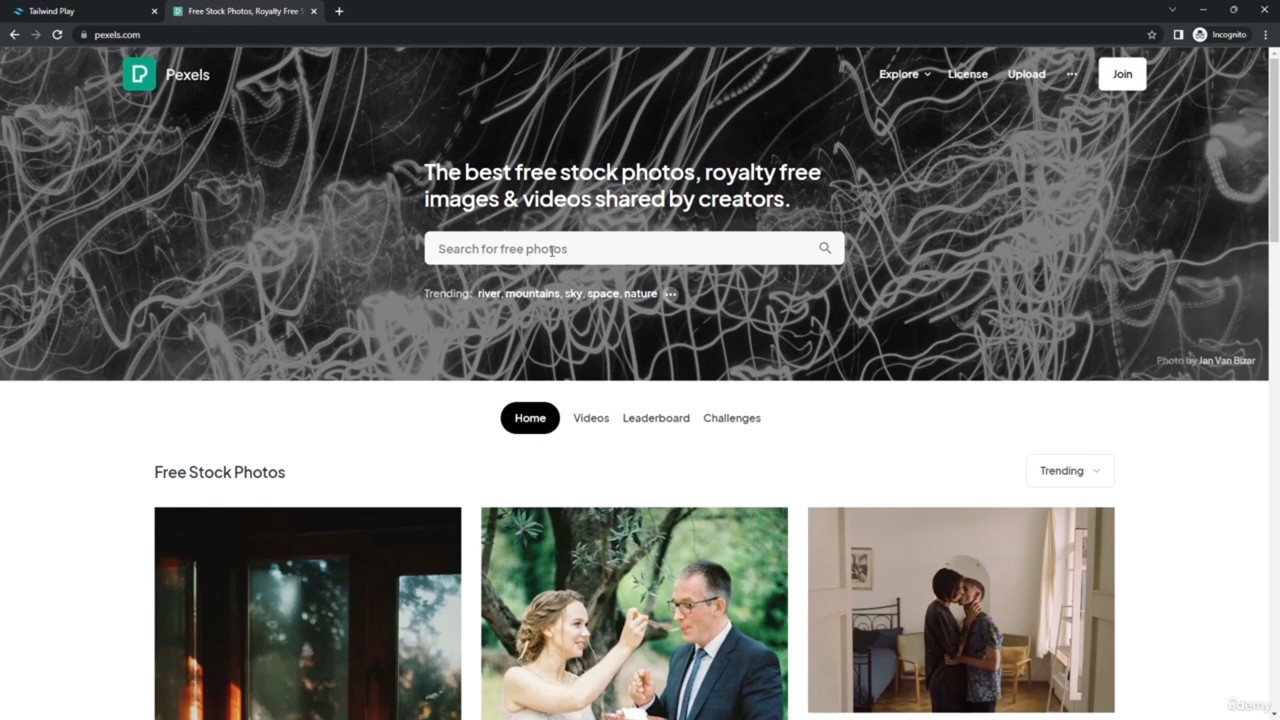 Tailwind Play
Free Stock Photos, Royalty Free S
pexels.com
Incognito
Pexels
Explore
License
Upload
Join
The best free stock photos, royalty free
images & videos shared by creators.
Search for free photos
Trending: river, mountains, sky, space, nature ...
Photo by Jan Van Bizar
Home
Videos
Leaderboard
Challenges
Free Stock Photos
Trending
ûdemy